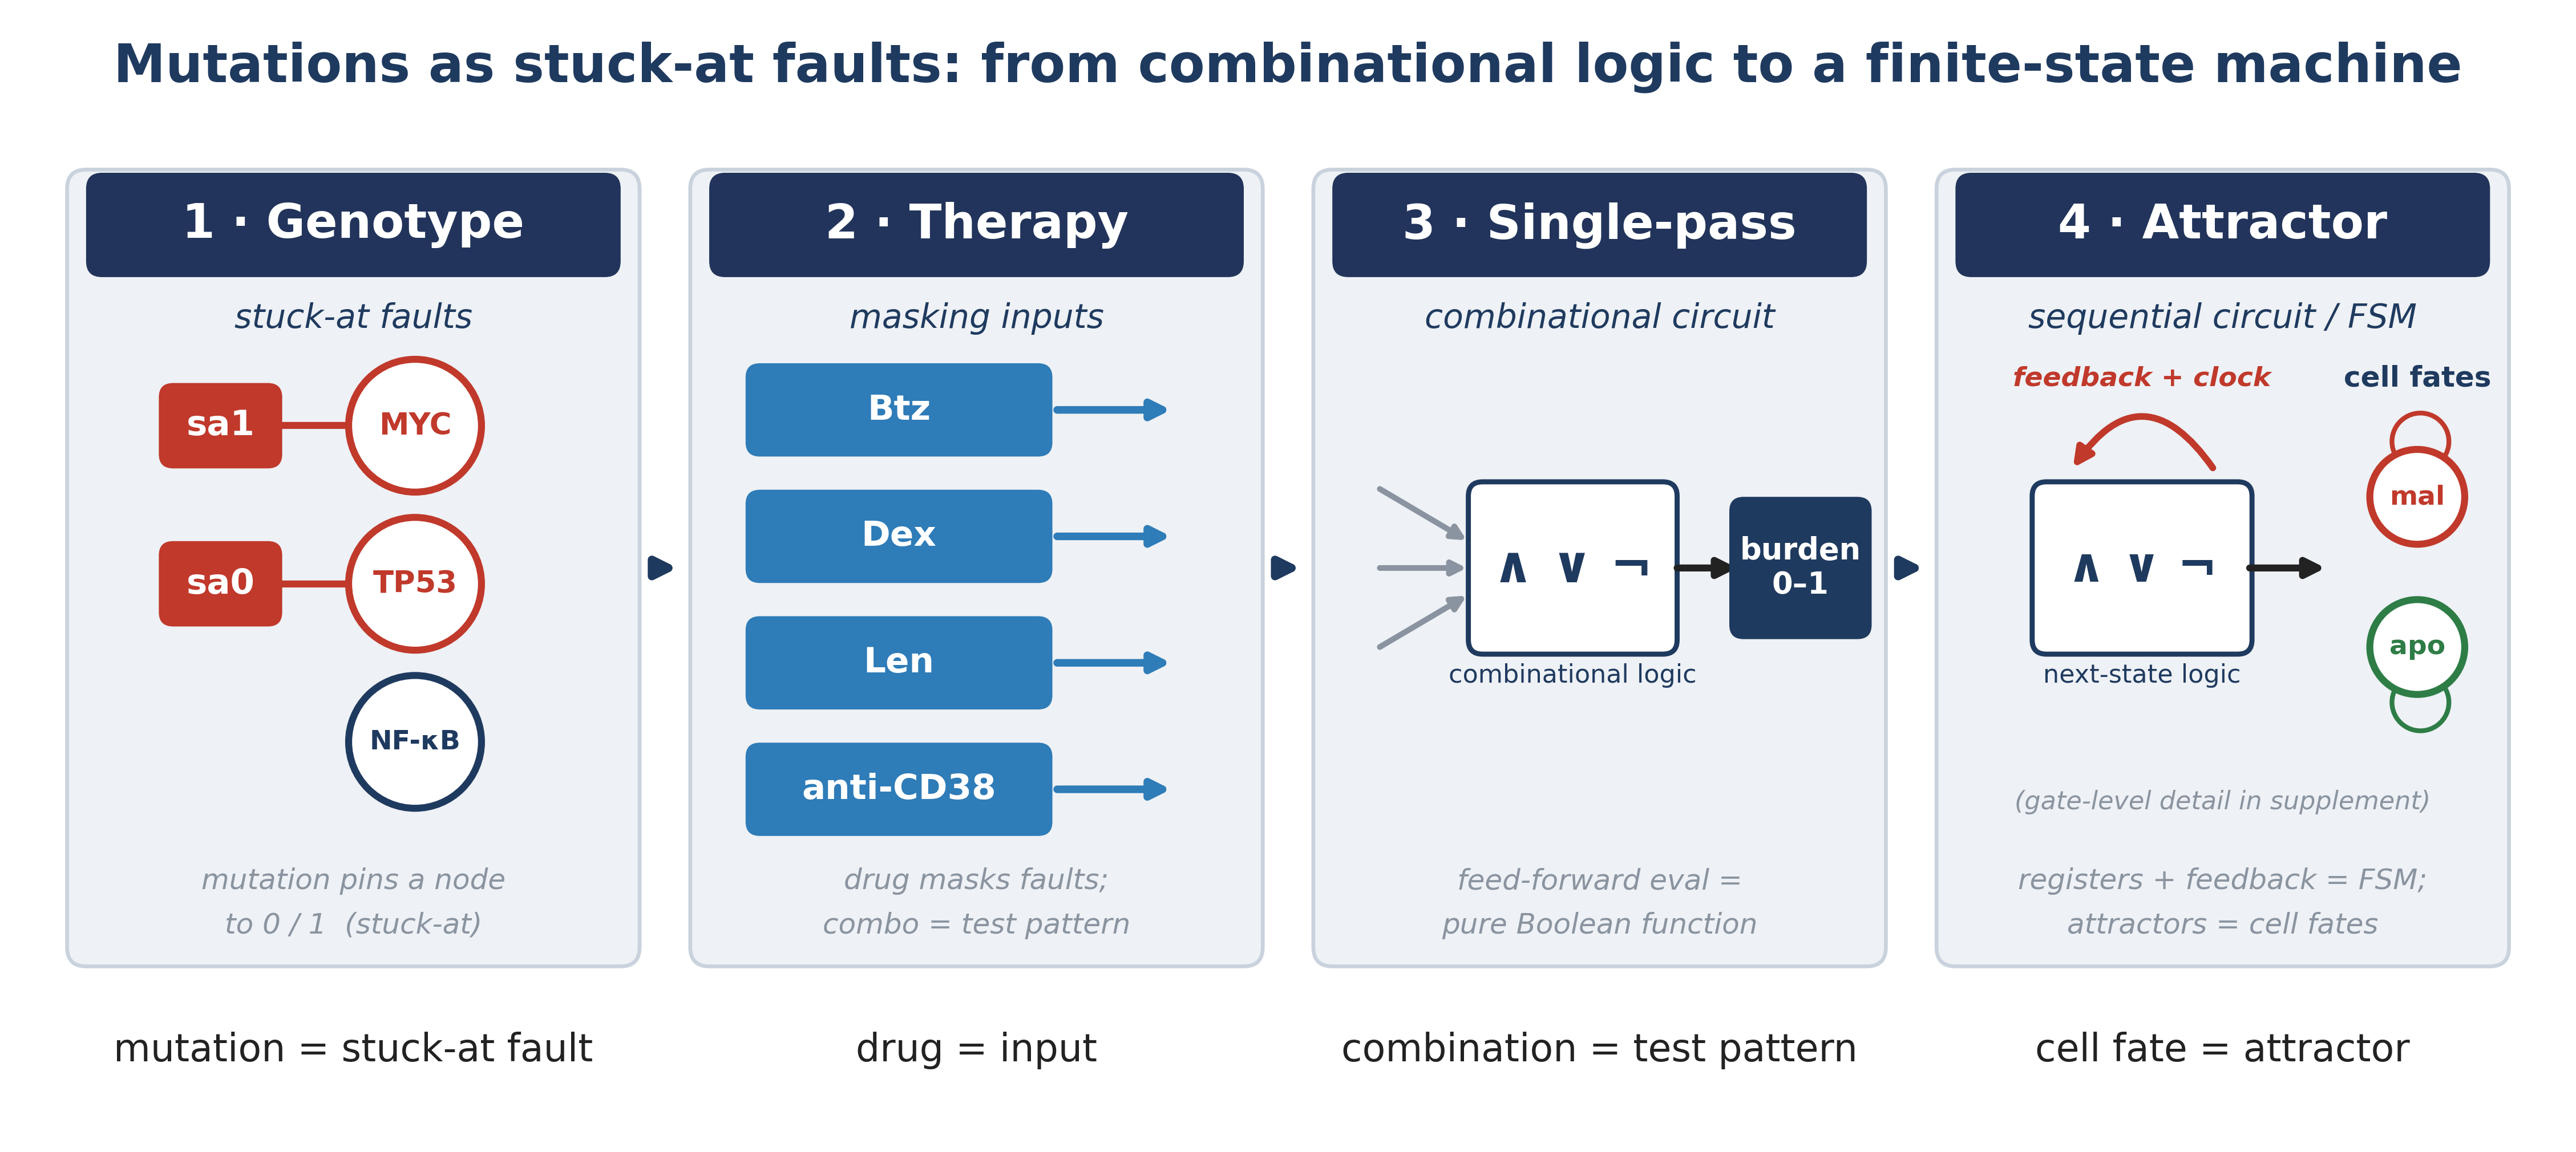 Mutations as stuck-at faults: from combinational logic to a finite-state machine
1 · Genotype
stuck-at faults
sa1
MYC
sa0
TP53
NF-κB
mutation pins a node
to 0 / 1 (stuck-at)
mutation = stuck-at fault
2 · Therapy
masking inputs
Btz
Dex
Len
anti-CD38
drug masks faults;
combo = test pattern
drug = input
3 · Single-pass
combinational circuit
∧ ∨ ¬
burden
0–1
combinational logic
feed-forward eval =
pure Boolean function
combination = test pattern
4 · Attractor
sequential circuit / FSM
feedback + clock
cell fates
mal
∧ ∨ ¬
apo
next-state logic
(gate-level detail in supplement)
registers + feedback = FSM;
attractors = cell fates
cell fate = attractor